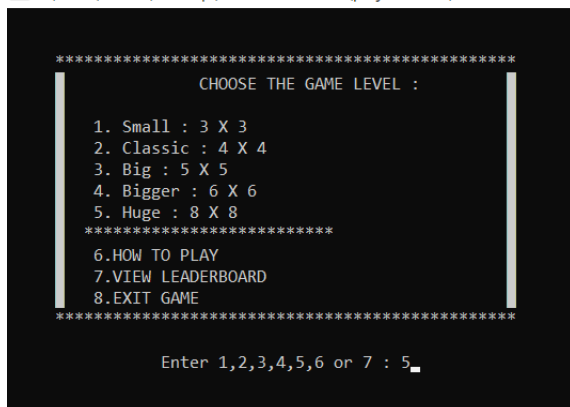 ************************************************
CHOOSE THE GAME LEVEL :
1. Small : 3 X 3
2. Classic : 4 X 4
3. Big : 5 X 5
4. Bigger : 6 X 6
5. Huge : 8 X 8
**************************
6.HOW TO PLAY
7.VIEW LEADERBOARD
8.EXIT GAME
************************************************
Enter 1,2,3,4,5,6 or 7 : 5